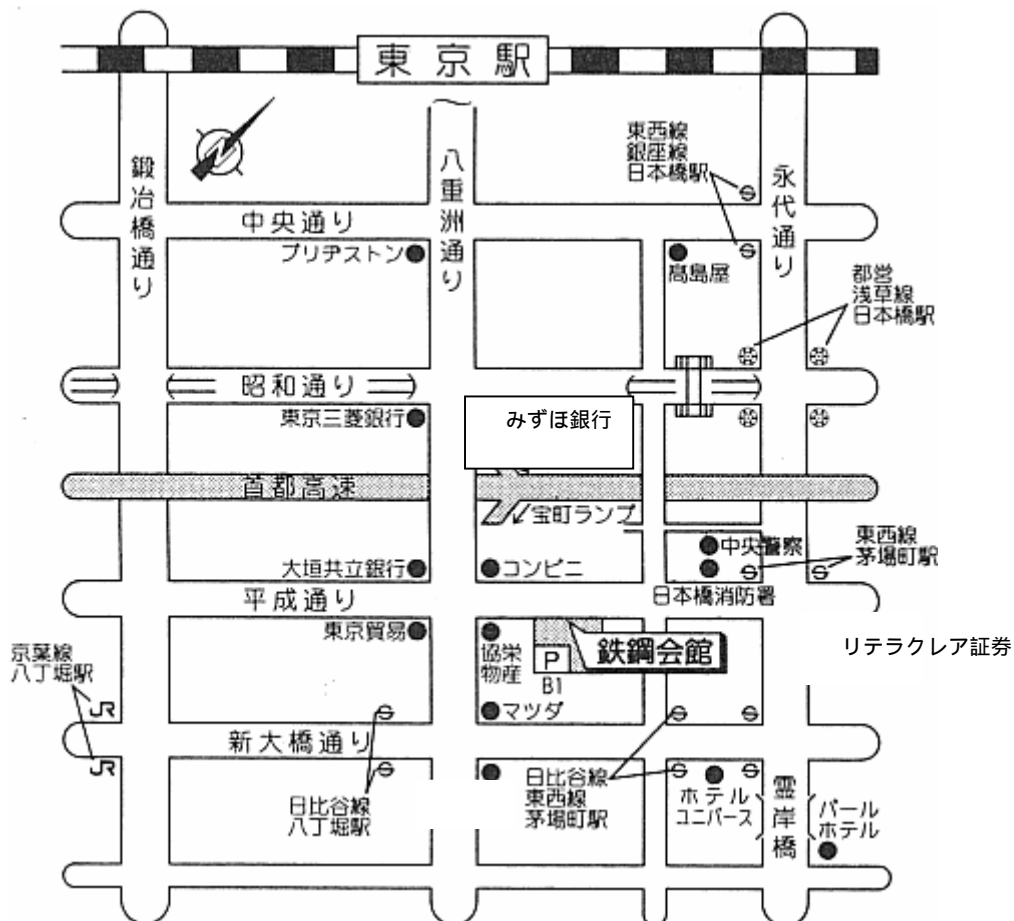 東京駅
東西線
銀座線
日本橋駅
鍛冶橋通り
八重洲通り
永代通り
中央通り
ブリヂストン
高島屋
都営
浅草線
日本橋駅
昭和通り
東京三菱銀行
みずほ銀行
首都高速
宝町ランプ
中央警察
東西線
茅場町駅
大垣共立銀行
コンビニ
日本橋消防署
平成通り
東京貿易
協栄
物産
P
B1
鉄鋼会館
リテラクレア証券
京葉線
八丁堀駅
JR
マツダ
新大橋通り
JR
日比谷線
八丁堀駅
日比谷線
東西線
茅場町駅
ホテル
ユニバース
霊岸橋
パール
ホテル